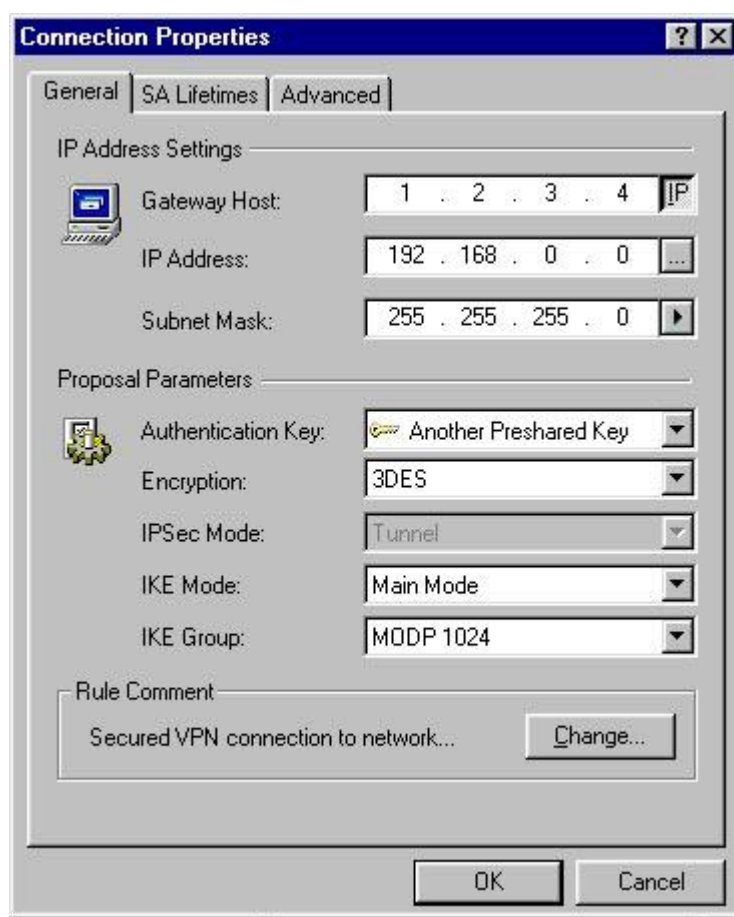 Connection Properties
General SA Lifetimes Advanced
IP Address Settings
Gateway Host: 1 . 2 . 3 . 4 IP
IP Address: 192 . 168 . 0 . 0 ...
Subnet Mask: 255 . 255 . 255 . 0
Proposal Parameters
Authentication Key: Another Preshared Key
Encryption: 3DES
IPSec Mode: Tunnel
IKE Mode: Main Mode
IKE Group: MODP 1024
Rule Comment
Secured VPN connection to network... Change...
OK Cancel